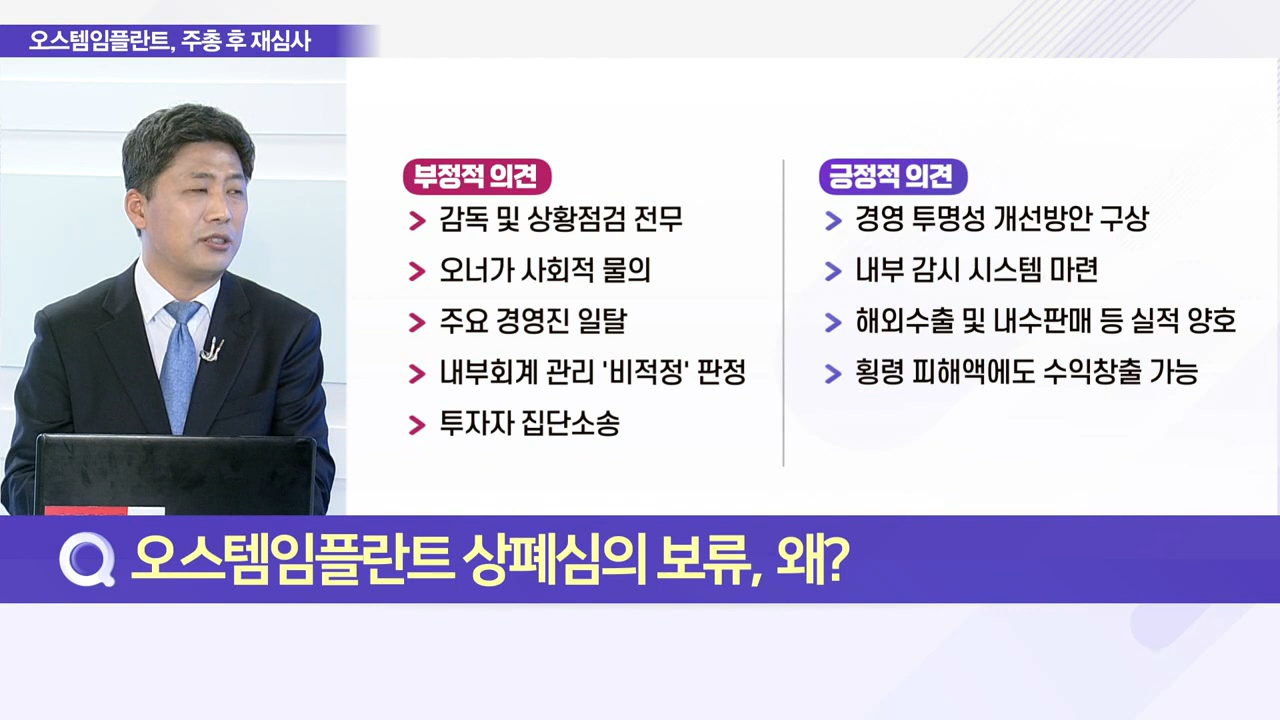 오스템임플란트, 주총 후 재심사
부정적 의견
감독 및 상황점검 전무
오너가 사회적 물의
주요 경영진 일탈
내부회계 관리 '비적정' 판정
투자자 집단소송
긍정적 의견
경영 투명성 개선방안 구상
내부 감시 시스템 마련
해외수출 및 내수판매 등 실적 양호
횡령 피해액에도 수익창출 가능
Q 오스템임플란트 상폐심의 보류, 왜?